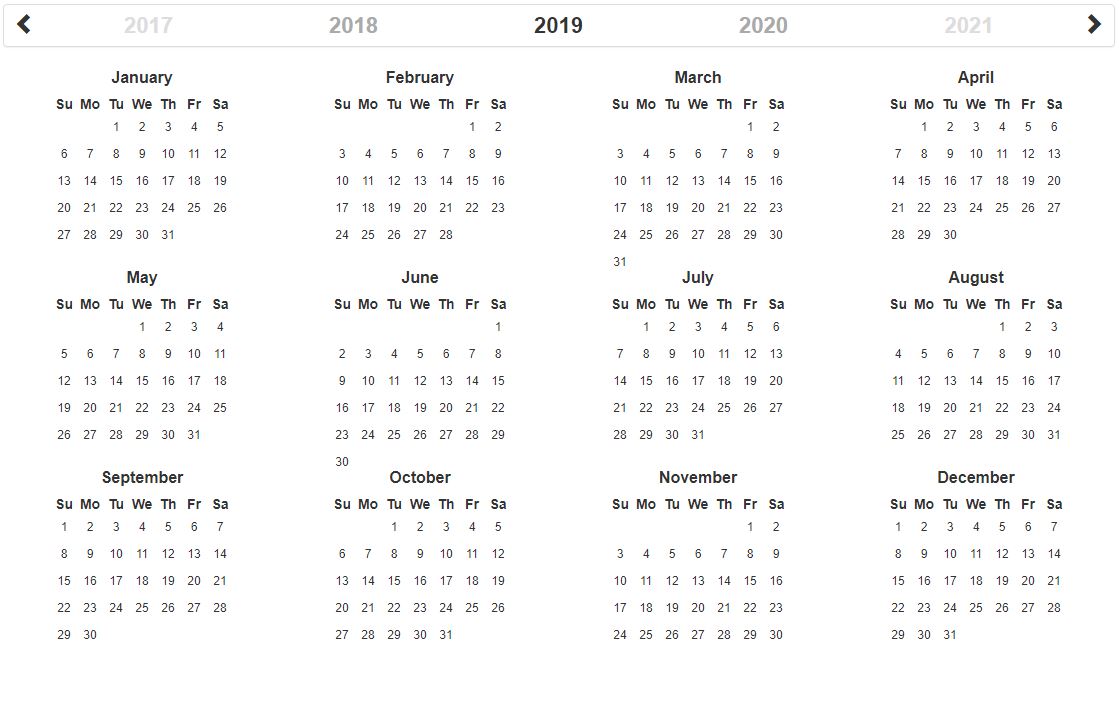 2017 2018 2019 2020 2021
January February March April
Su Mo Tu We Th Fr Sa Su Mo Tu We Th Fr Sa Su Mo Tu We Th Fr Sa Su Mo Tu We Th Fr Sa
1 2 3 4 5 1 2 1 2 1 2 3 4 5 6
6 7 8 9 10 11 12 3 4 5 6 7 8 9 3 4 5 6 7 8 9 7 8 9 10 11 12 13
13 14 15 16 17 18 19 10 11 12 13 14 15 16 10 11 12 13 14 15 16 14 15 16 17 18 19 20
20 21 22 23 24 25 26 17 18 19 20 21 22 23 17 18 19 20 21 22 23 21 22 23 24 25 26 27
27 28 29 30 31 24 25 26 27 28 24 25 26 27 28 29 30 28 29 30
31
May June July August
Su Mo Tu We Th Fr Sa Su Mo Tu We Th Fr Sa Su Mo Tu We Th Fr Sa Su Mo Tu We Th Fr Sa
1 2 3 4 1 1 2 3 4 5 6 1 2 3
5 6 7 8 9 10 11 2 3 4 5 6 7 8 7 8 9 10 11 12 13 4 5 6 7 8 9 10
12 13 14 15 16 17 18 9 10 11 12 13 14 15 14 15 16 17 18 19 20 11 12 13 14 15 16 17
19 20 21 22 23 24 25 16 17 18 19 20 21 22 21 22 23 24 25 26 27 18 19 20 21 22 23 24
26 27 28 29 30 31 23 24 25 26 27 28 29 28 29 30 31 25 26 27 28 29 30 31
30
September October November December
Su Mo Tu We Th Fr Sa Su Mo Tu We Th Fr Sa Su Mo Tu We Th Fr Sa Su Mo Tu We Th Fr Sa
1 2 3 4 5 6 7 1 2 3 4 5 1 2 1 2 3 4 5 6 7
8 9 10 11 12 13 14 6 7 8 9 10 11 12 3 4 5 6 7 8 9 8 9 10 11 12 13 14
15 16 17 18 19 20 21 13 14 15 16 17 18 19 10 11 12 13 14 15 16 15 16 17 18 19 20 21
22 23 24 25 26 27 28 20 21 22 23 24 25 26 17 18 19 20 21 22 23 22 23 24 25 26 27 28
29 30 27 28 29 30 31 24 25 26 27 28 29 30 29 30 31